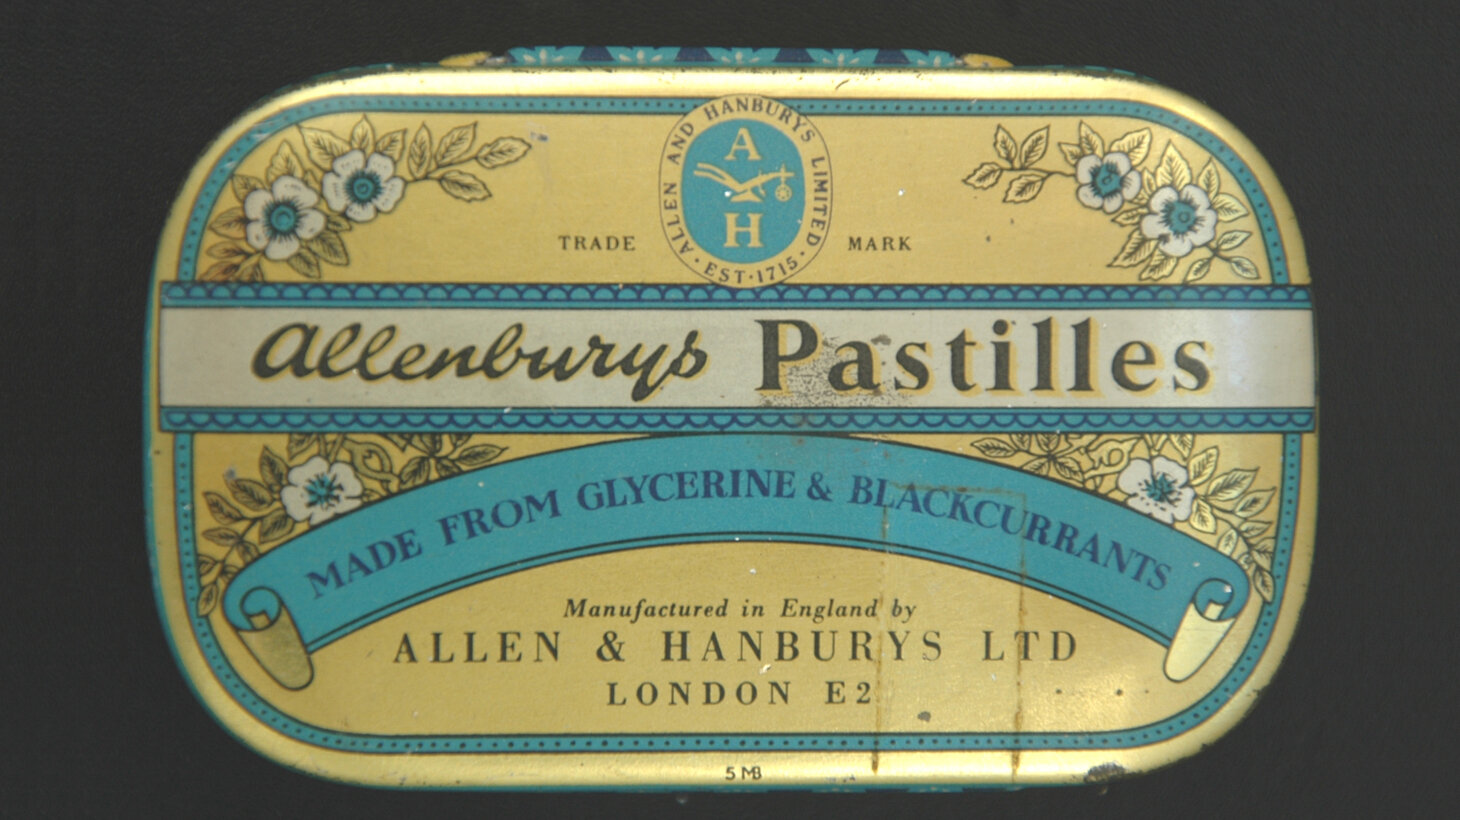 ALLEN AND HANBURYS LIMITED
A
H
· EST · 1715 ·
TRADE MARK
Allenburys Pastilles
MADE FROM GLYCERINE & BLACKCURRANTS
Manufactured in England by
ALLEN & HANBURYS LTD
LONDON E2
5 MB